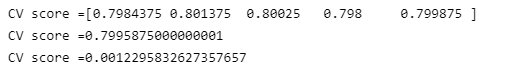 CV score =[0.7984375 0.801375  0.80025   0.798     0.799875 ]
CV score =0.7995875000000001
CV score =0.0012295832627357657